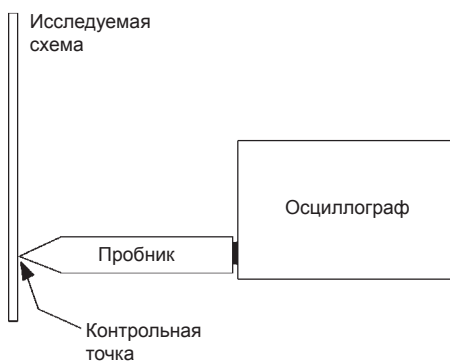 Исследуемая
схема
Осциллограф
Пробник
Контрольная
точка